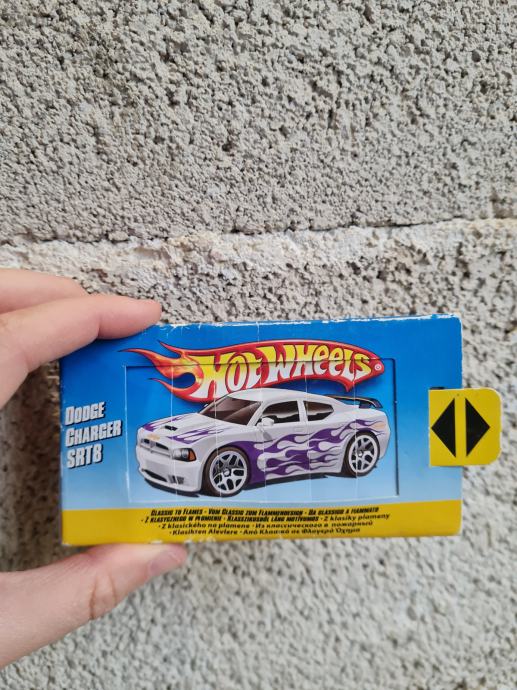 HOT WHEELS®
DODGE
CHARGER
SRT8
CLASSIC TO FLAMES • VOM CLASSIC ZUM FLAMMENDESIGN • DA CLASSICO A FIAMMATO
• Z KLASYCZNEGO W PŁOMIENIE • KLASSZIKUSBÓL LÁNG MOTÍVUMOS • Z klasiky plameny
• Z klasického na plamene • Из классического в пожарный
• Klasikten Alevlere • Από Κλασικό σε Φλογερό Όχημα